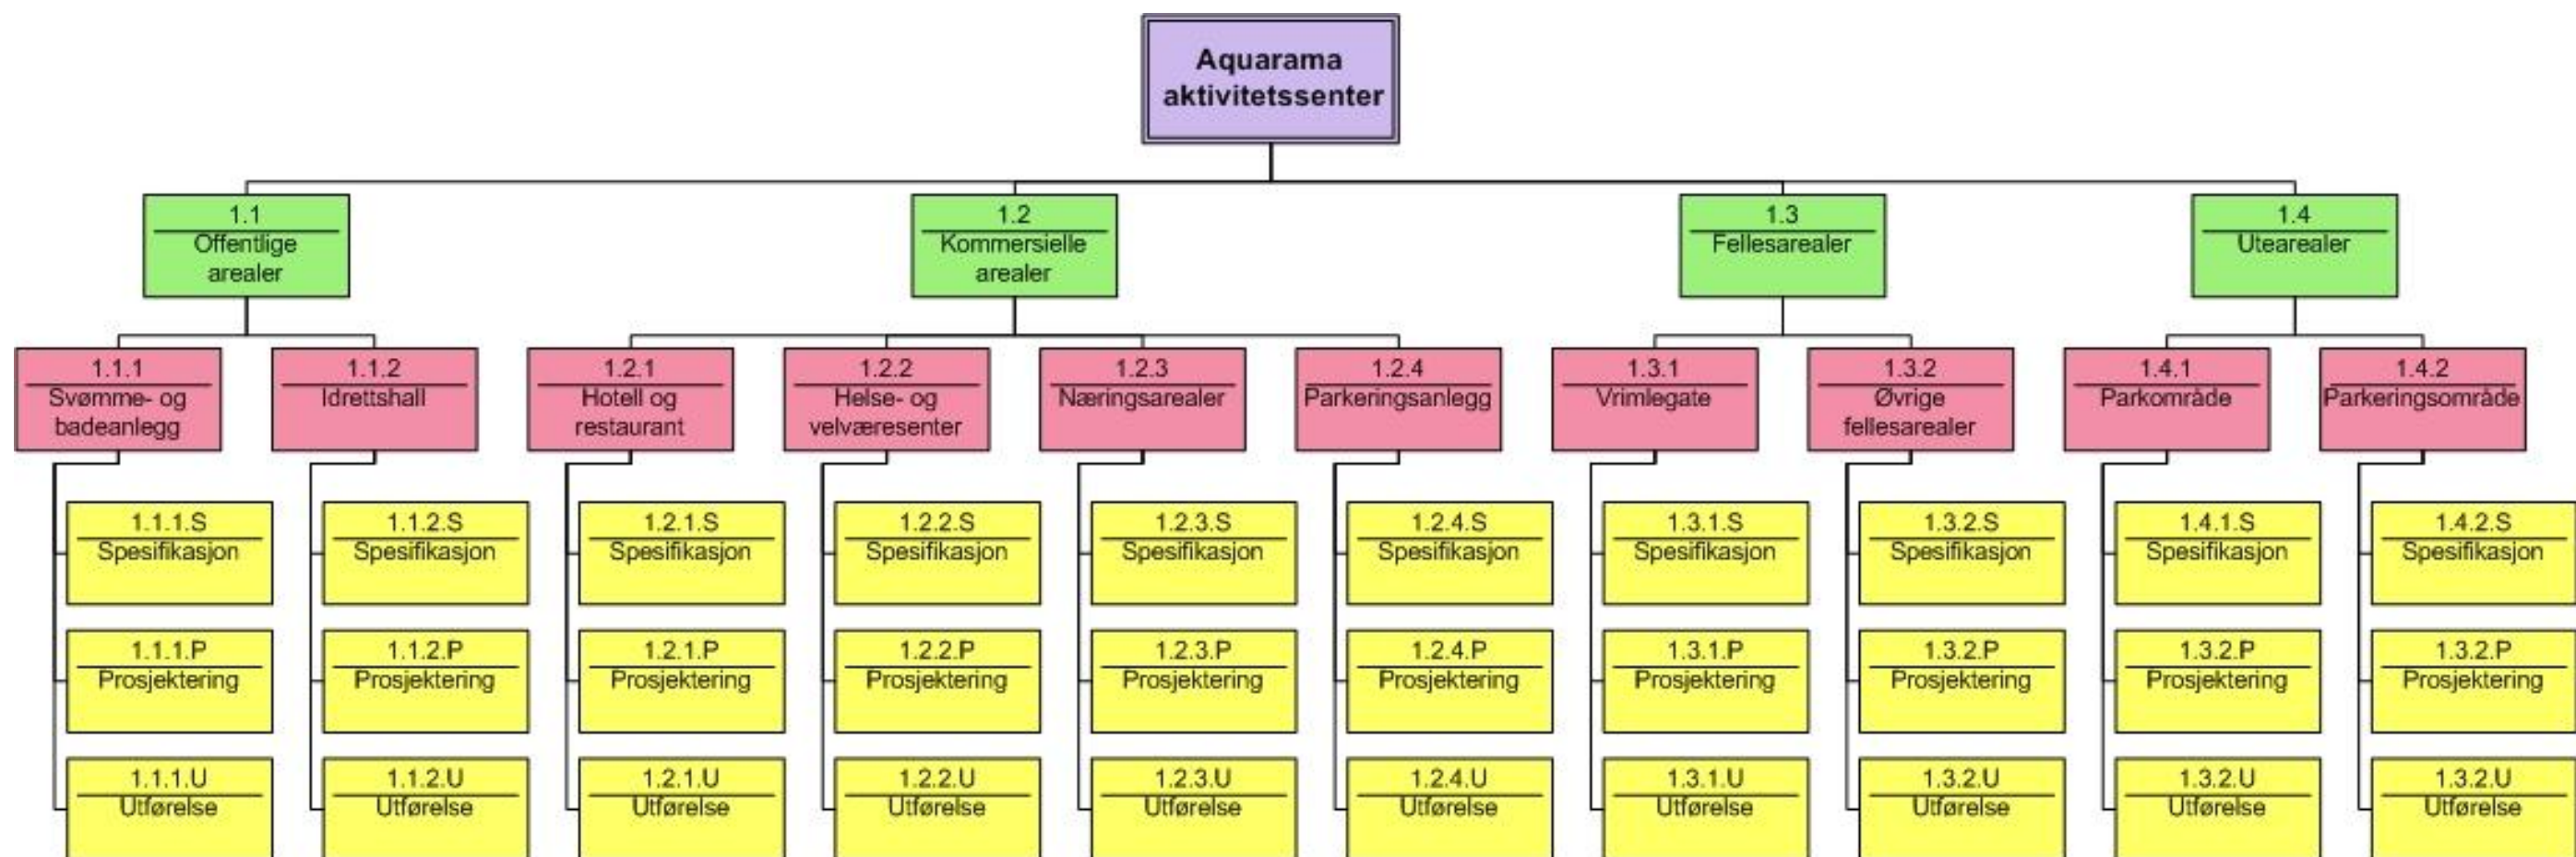 Aquarama
aktivitetssenter
1.1
Offentlige
arealer
1.2
Kommersielle
arealer
1.3
Fellesarealer
1.4
Utearealer
1.1.1
Svømme- og
badeanlegg
1.1.2
Idrettshall
1.2.1
Hotell og
restaurant
1.2.2
Helse- og
velværesenter
1.2.3
Næringsarealer
1.2.4
Parkeringsanlegg
1.3.1
Vrimlegate
1.3.2
Øvrige
fellesarealer
1.4.1
Parkområde
1.4.2
Parkeringsområde
1.1.1.S
Spesifikasjon
1.1.2.S
Spesifikasjon
1.2.1.S
Spesifikasjon
1.2.2.S
Spesifikasjon
1.2.3.S
Spesifikasjon
1.2.4.S
Spesifikasjon
1.3.1.S
Spesifikasjon
1.3.2.S
Spesifikasjon
1.4.1.S
Spesifikasjon
1.4.2.S
Spesifikasjon
1.1.1.P
Prosjektering
1.1.2.P
Prosjektering
1.2.1.P
Prosjektering
1.2.2.P
Prosjektering
1.2.3.P
Prosjektering
1.2.4.P
Prosjektering
1.3.1.P
Prosjektering
1.3.2.P
Prosjektering
1.3.2.P
Prosjektering
1.3.2.P
Prosjektering
1.1.1.U
Utførelse
1.1.2.U
Utførelse
1.2.1.U
Utførelse
1.2.2.U
Utførelse
1.2.3.U
Utførelse
1.2.4.U
Utførelse
1.3.1.U
Utførelse
1.3.2.U
Utførelse
1.3.2.U
Utførelse
1.3.2.U
Utførelse